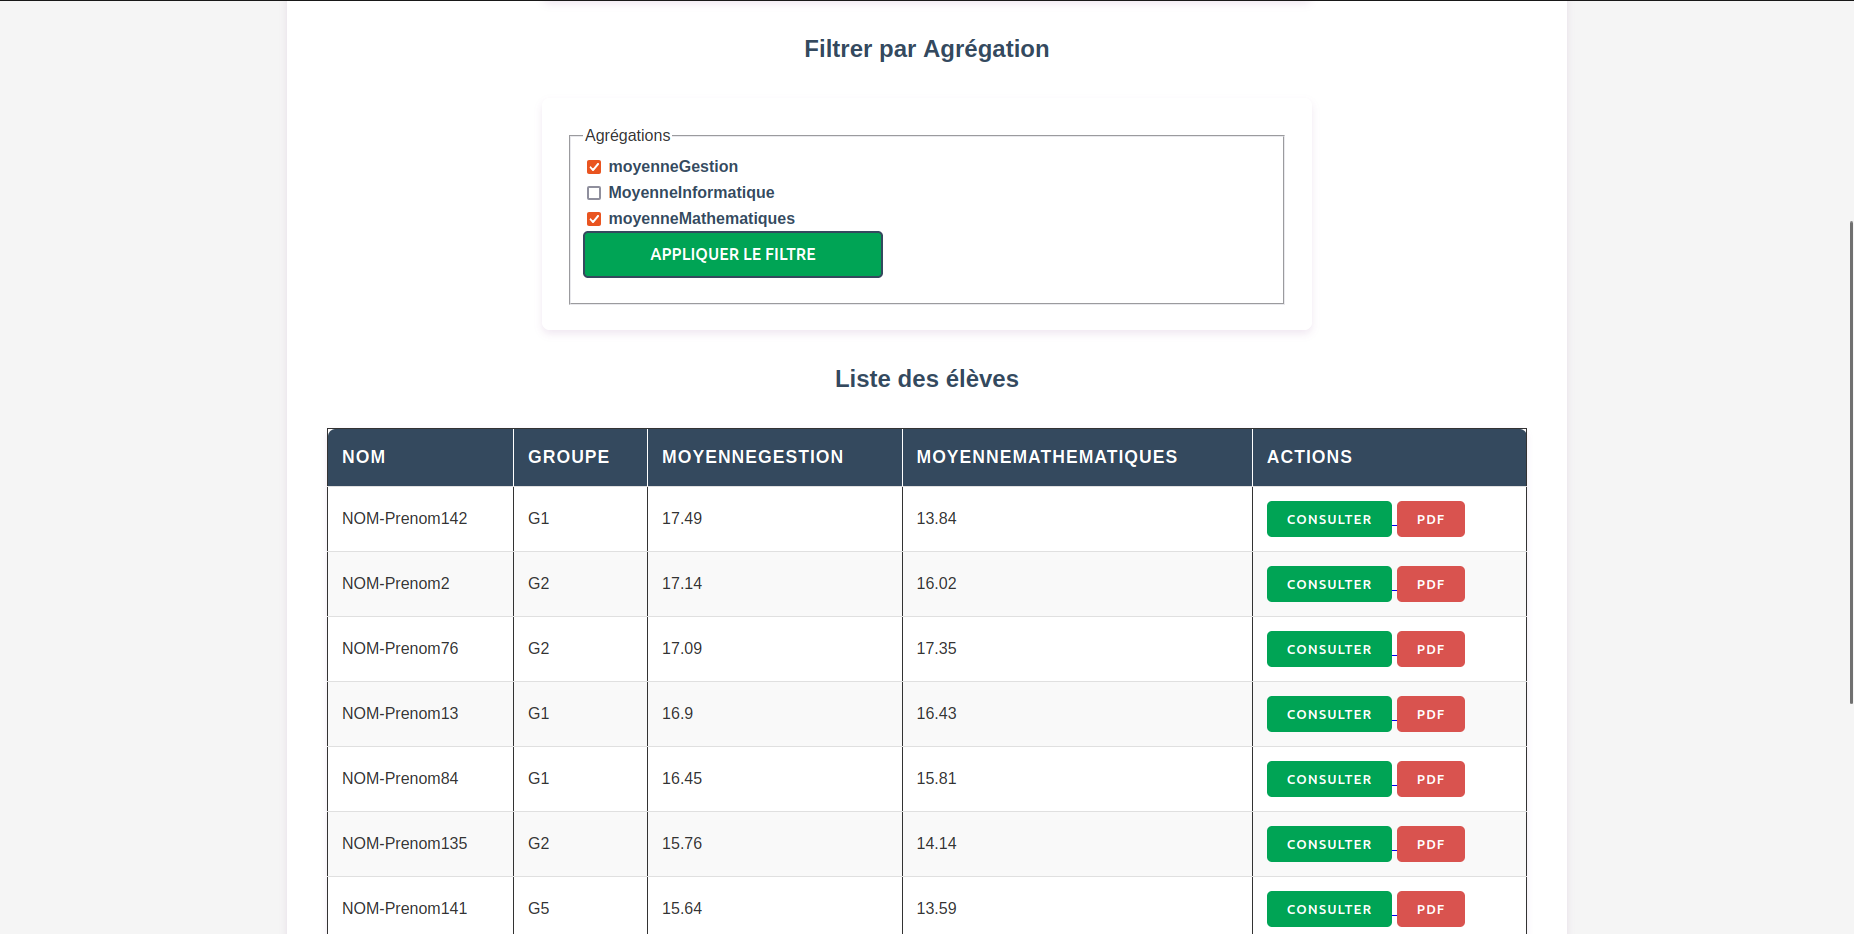 Filtrer par Agrégation
Agrégations
moyenneGestion
MoyenneInformatique
moyenneMathematiques
APPLIQUER LE FILTRE
Liste des élèves
NOM GROUPE MOYENNEGESTION MOYENNEMATHEMATIQUES ACTIONS
NOM-Prenom142 G1 17.49 13.84 CONSULTER PDF
NOM-Prenom2 G2 17.14 16.02 CONSULTER PDF
NOM-Prenom76 G2 17.09 17.35 CONSULTER PDF
NOM-Prenom13 G1 16.9 16.43 CONSULTER PDF
NOM-Prenom84 G1 16.45 15.81 CONSULTER PDF
NOM-Prenom135 G2 15.76 14.14 CONSULTER PDF
NOM-Prenom141 G5 15.64 13.59 CONSULTER PDF